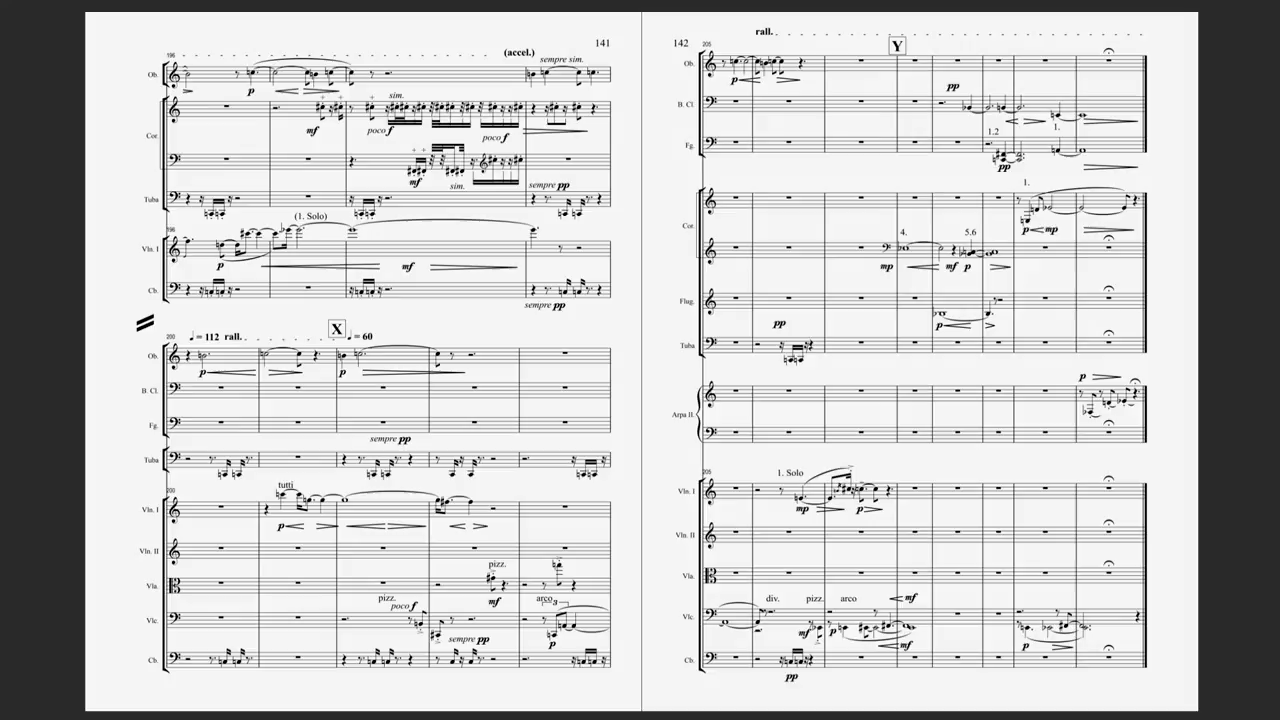 141
196
(accel.)
sempre sim.
Ob.
p
sim.
Cor.
mf
poco f
poco f
mf
sim.
sempre pp
Tuba
(1. Solo)
196
Vln. I
p
mf
Cb.
sempre pp
200
= 112 rall.
X
= 60
Ob.
p
p
B. Cl.
Fg.
sempre pp
Tuba
200
tutti
Vln. I
p
Vln. II
pizz.
Vla.
mf
pizz.
arco
3
poco f
Vlc.
sempre pp
p
Cb.
142
rall.
205
Y
Ob.
p
pp
B. Cl.
1.2
1.
Fg.
pp
1.
Cor.
p
mp
4.
5.6
mp
mf
p
Flug.
p
pp
Tuba
p
Arpa II.
205
1. Solo
Vln. I
mp
p
Vln. II
Vla.
div.
pizz.
arco
mf
Vlc.
mf
p
mf
p
Cb.
pp